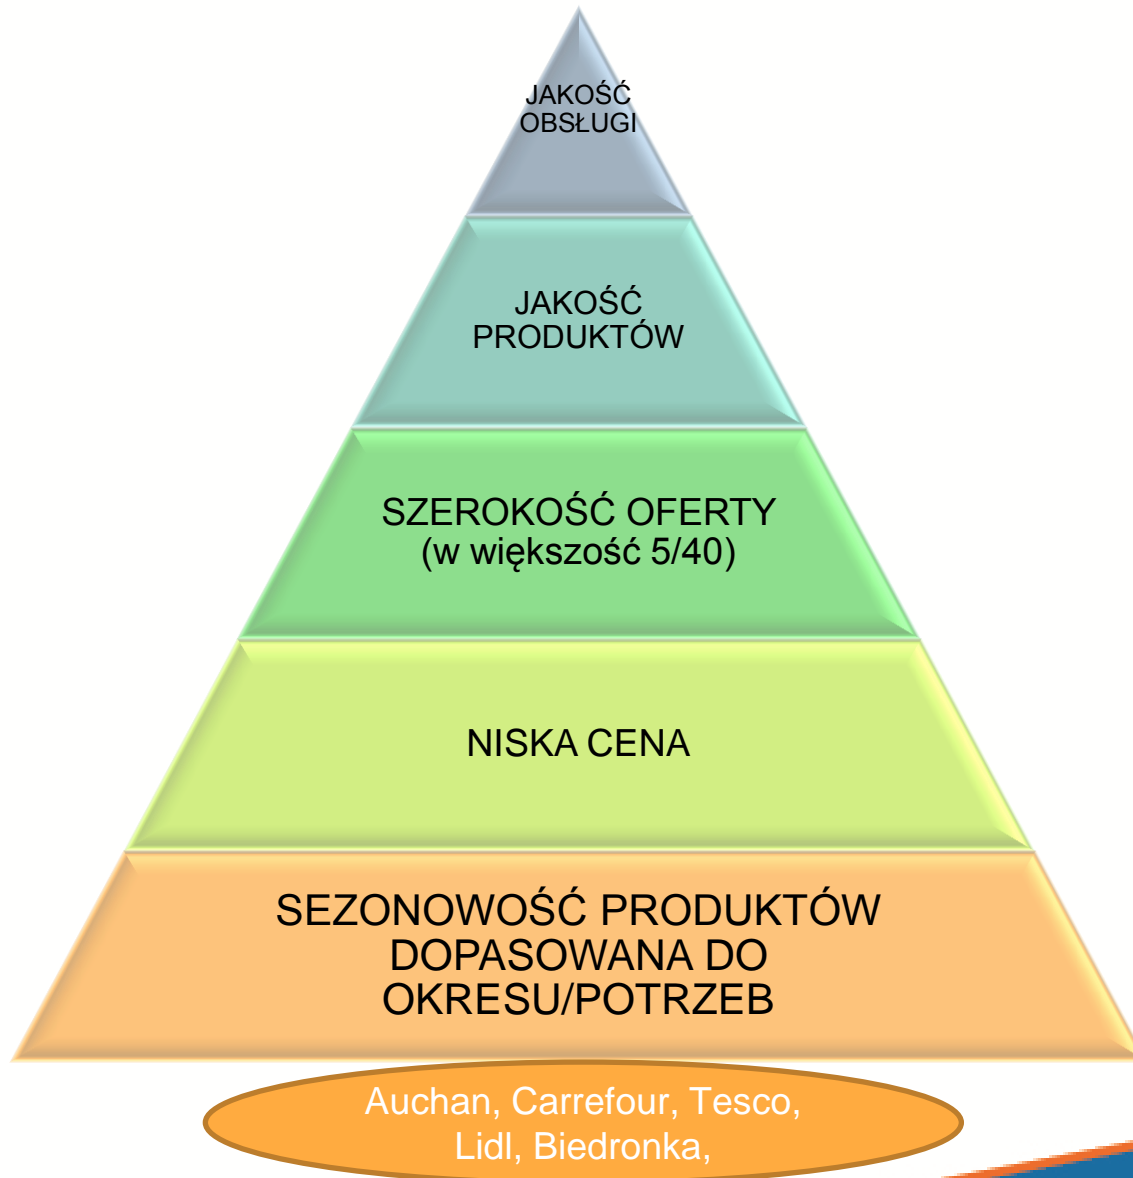 JAKOŚĆ
OBSŁUGI
JAKOŚĆ
PRODUKTÓW
SZEROKOŚĆ OFERTY
(w większość 5/40)
NISKA CENA
SEZONOWOŚĆ PRODUKTÓW
DOPASOWANA DO
OKRESU/POTRZEB
Auchan, Carrefour, Tesco,
Lidl, Biedronka,